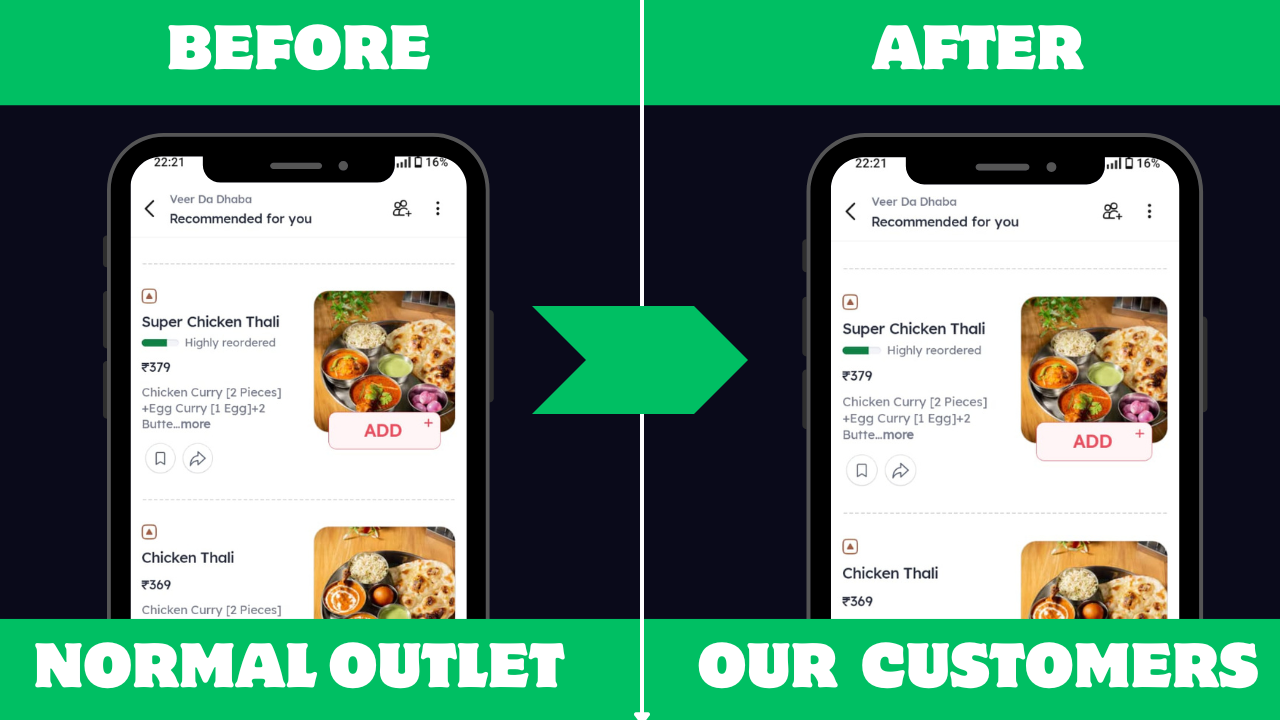 BEFORE
22:21
16%
Veer Da Dhaba
Recommended for you
Super Chicken Thali
Highly reordered
₹379
Chicken Curry [2 Pieces]
+Egg Curry [1 Egg]+2
Butte...more
ADD +
Chicken Thali
₹369
Chicken Curry [2 Pieces]
NORMAL OUTLET
AFTER
22:21
16%
Veer Da Dhaba
Recommended for you
Super Chicken Thali
Highly reordered
₹379
Chicken Curry [2 Pieces]
+Egg Curry [1 Egg]+2
Butte...more
ADD +
Chicken Thali
₹369
OUR CUSTOMERS